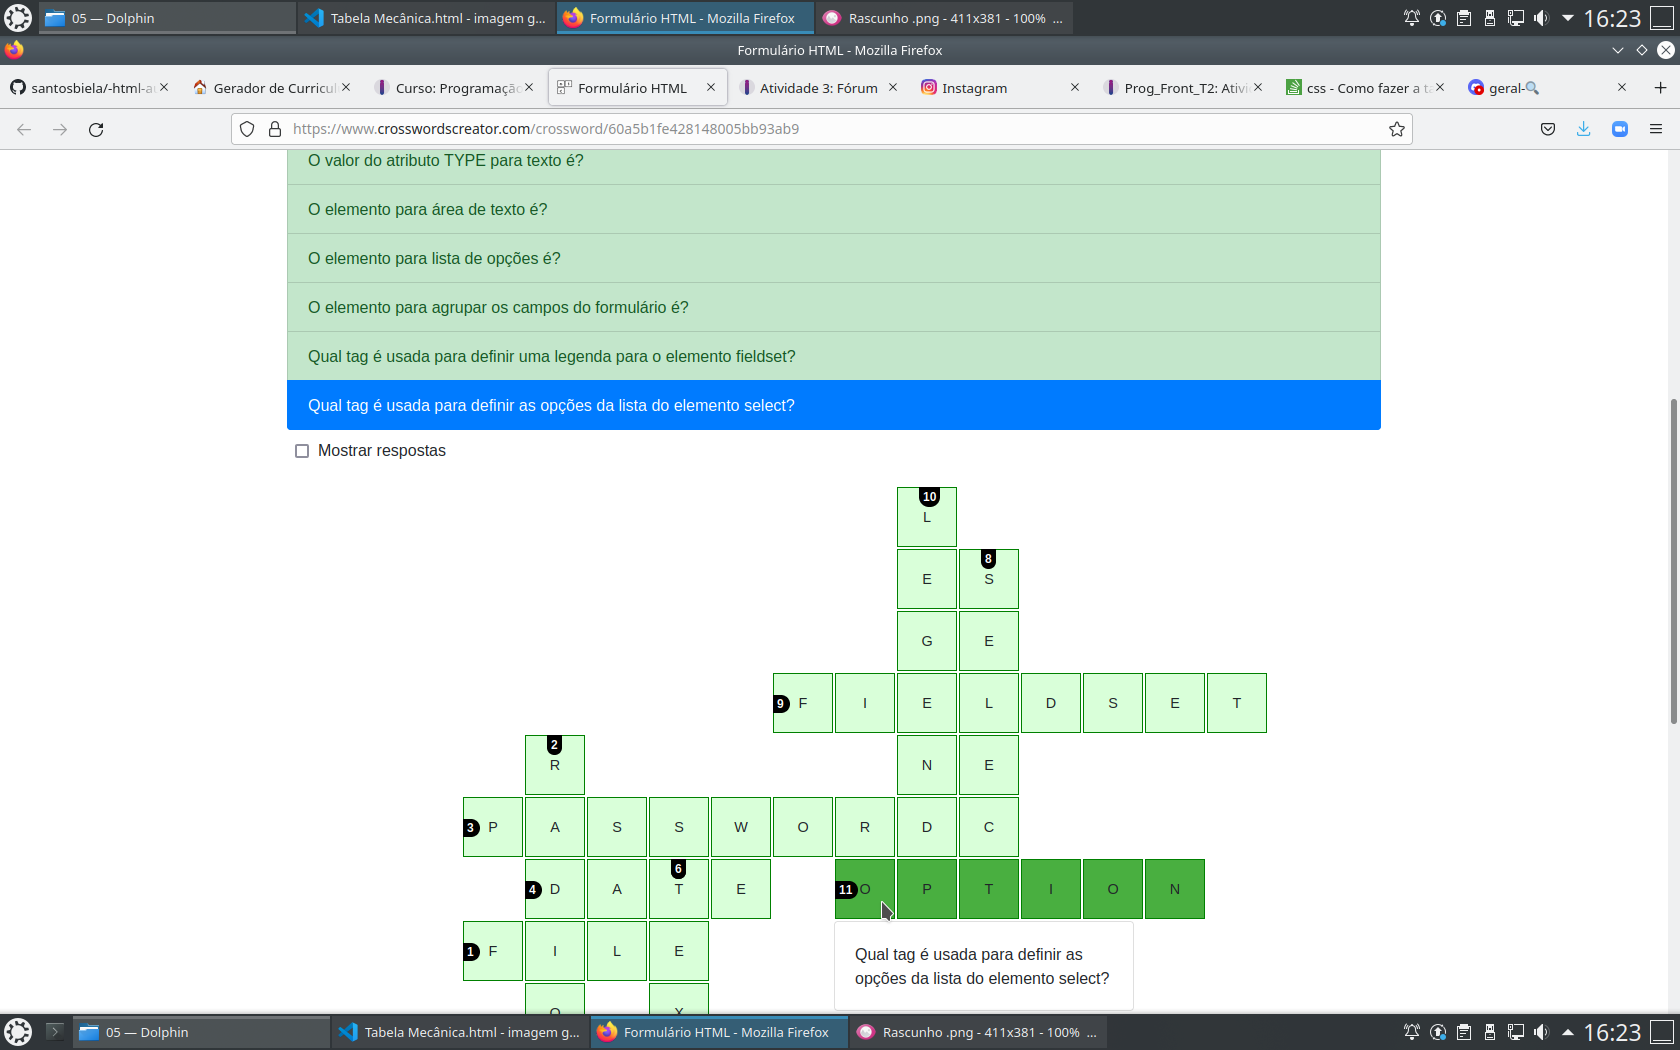 05 — Dolphin
Tabela Mecânica.html - imagem g...
Formulário HTML - Mozilla Firefox
Rascunho .png - 411x381 - 100% ...
16:23
Formulário HTML - Mozilla Firefox
santosbiela/-html-a
Gerador de Curricul
Curso: Programaçã
Formulário HTML
Atividade 3: Fórum
Instagram
Prog_Front_T2: Ativi
css - Como fazer a t
geral-
https://www.crosswordscreator.com/crossword/60a5b1fe428148005bb93ab9
O valor do atributo TYPE para texto é?
O elemento para área de texto é?
O elemento para lista de opções é?
O elemento para agrupar os campos do formulário é?
Qual tag é usada para definir uma legenda para o elemento fieldset?
Qual tag é usada para definir as opções da lista do elemento select?
Mostrar respostas
10
L
8
E S
G E
9 F I E L D S E T
2
R N E
3 P A S S W O R D C
6
4 D A T E 11 O P T I O N
1 F I L E
O X
Qual tag é usada para definir as
opções da lista do elemento select?
05 — Dolphin
Tabela Mecânica.html - imagem g...
Formulário HTML - Mozilla Firefox
Rascunho .png - 411x381 - 100% ...
16:23